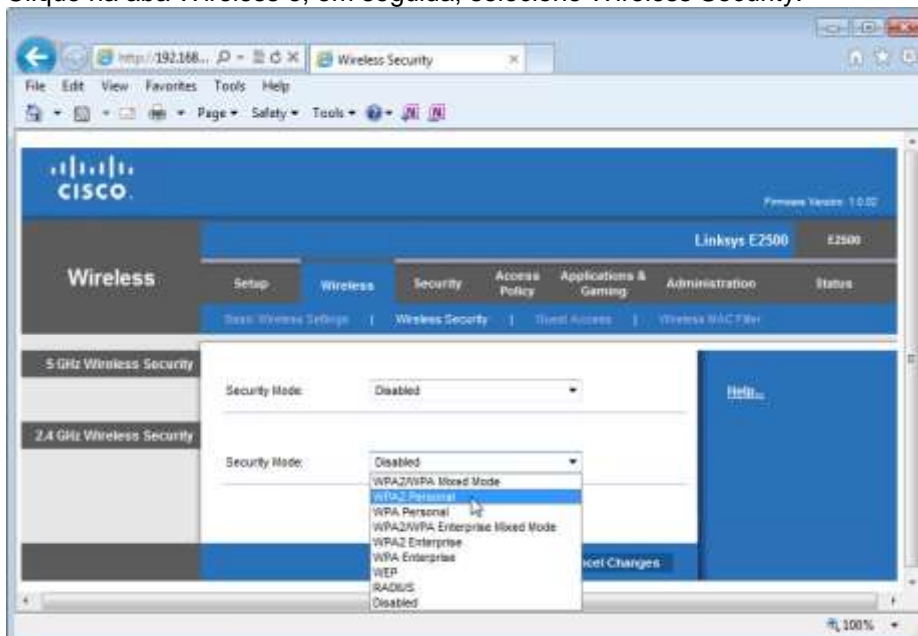 Clique na aba Wireless e, em seguida, selecione Wireless Security.
http://192.168...
Wireless Security
File Edit View Favorites Tools Help
Page Safety Tools
CISCO
Firmware Version: 1.0.02
Linksys E2500 E2500
Wireless
Setup Wireless Security Access Policy Applications & Gaming Administration Status
Basic Wireless Settings | Wireless Security | Guest Access | Wireless MAC Filter
5 GHz Wireless Security
Security Mode: Disabled
Help...
2.4 GHz Wireless Security
Security Mode: Disabled
WPA2/WPA Mixed Mode
WPA2 Personal
WPA Personal
WPA2/WPA Enterprise Mixed Mode
WPA2 Enterprise
WPA Enterprise
WEP
RADIUS
Disabled
Changes
100%